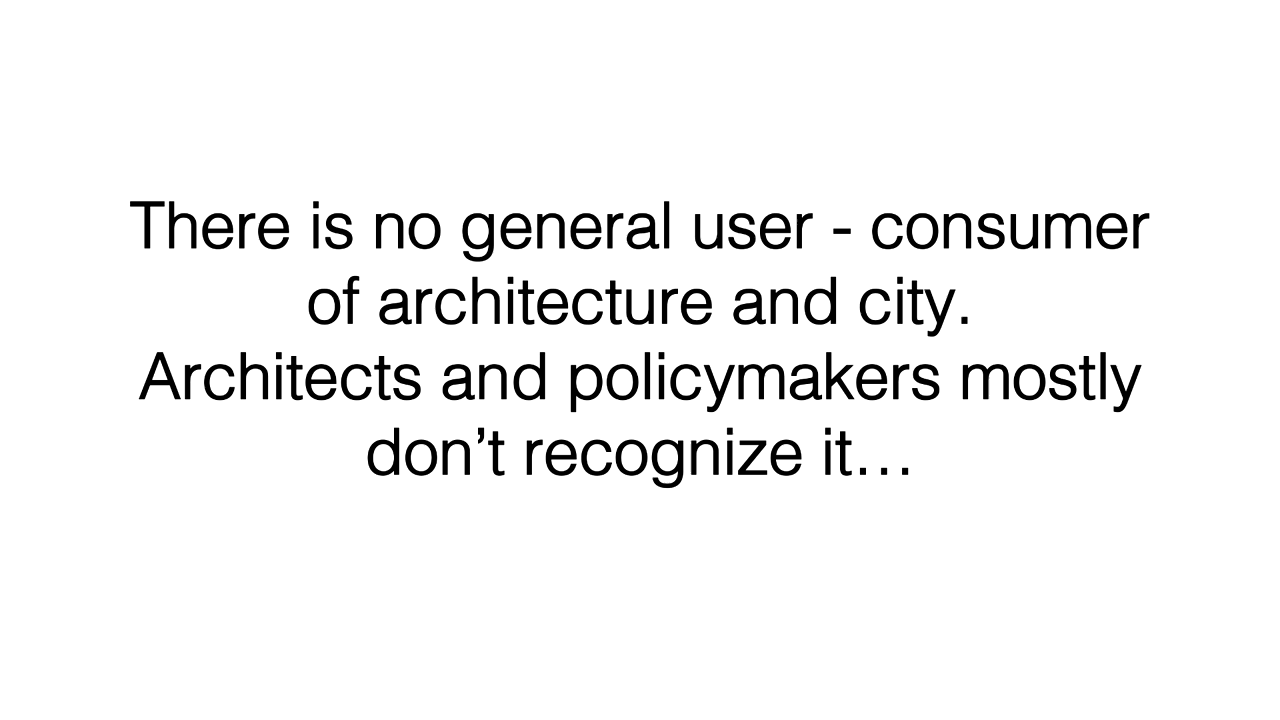 There is no general user - consumer
of architecture and city.
Architects and policymakers mostly
don’t recognize it…